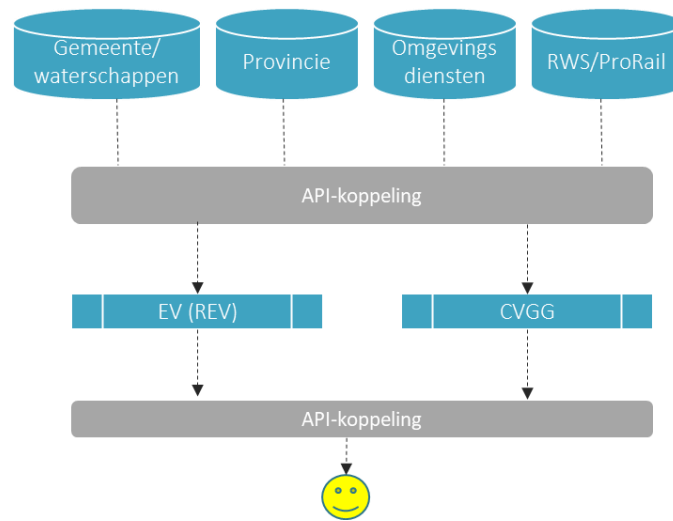 Gemeente/
waterschappen
Provincie
Omgevings
diensten
RWS/ProRail
API-koppeling
EV (REV)
CVGG
API-koppeling